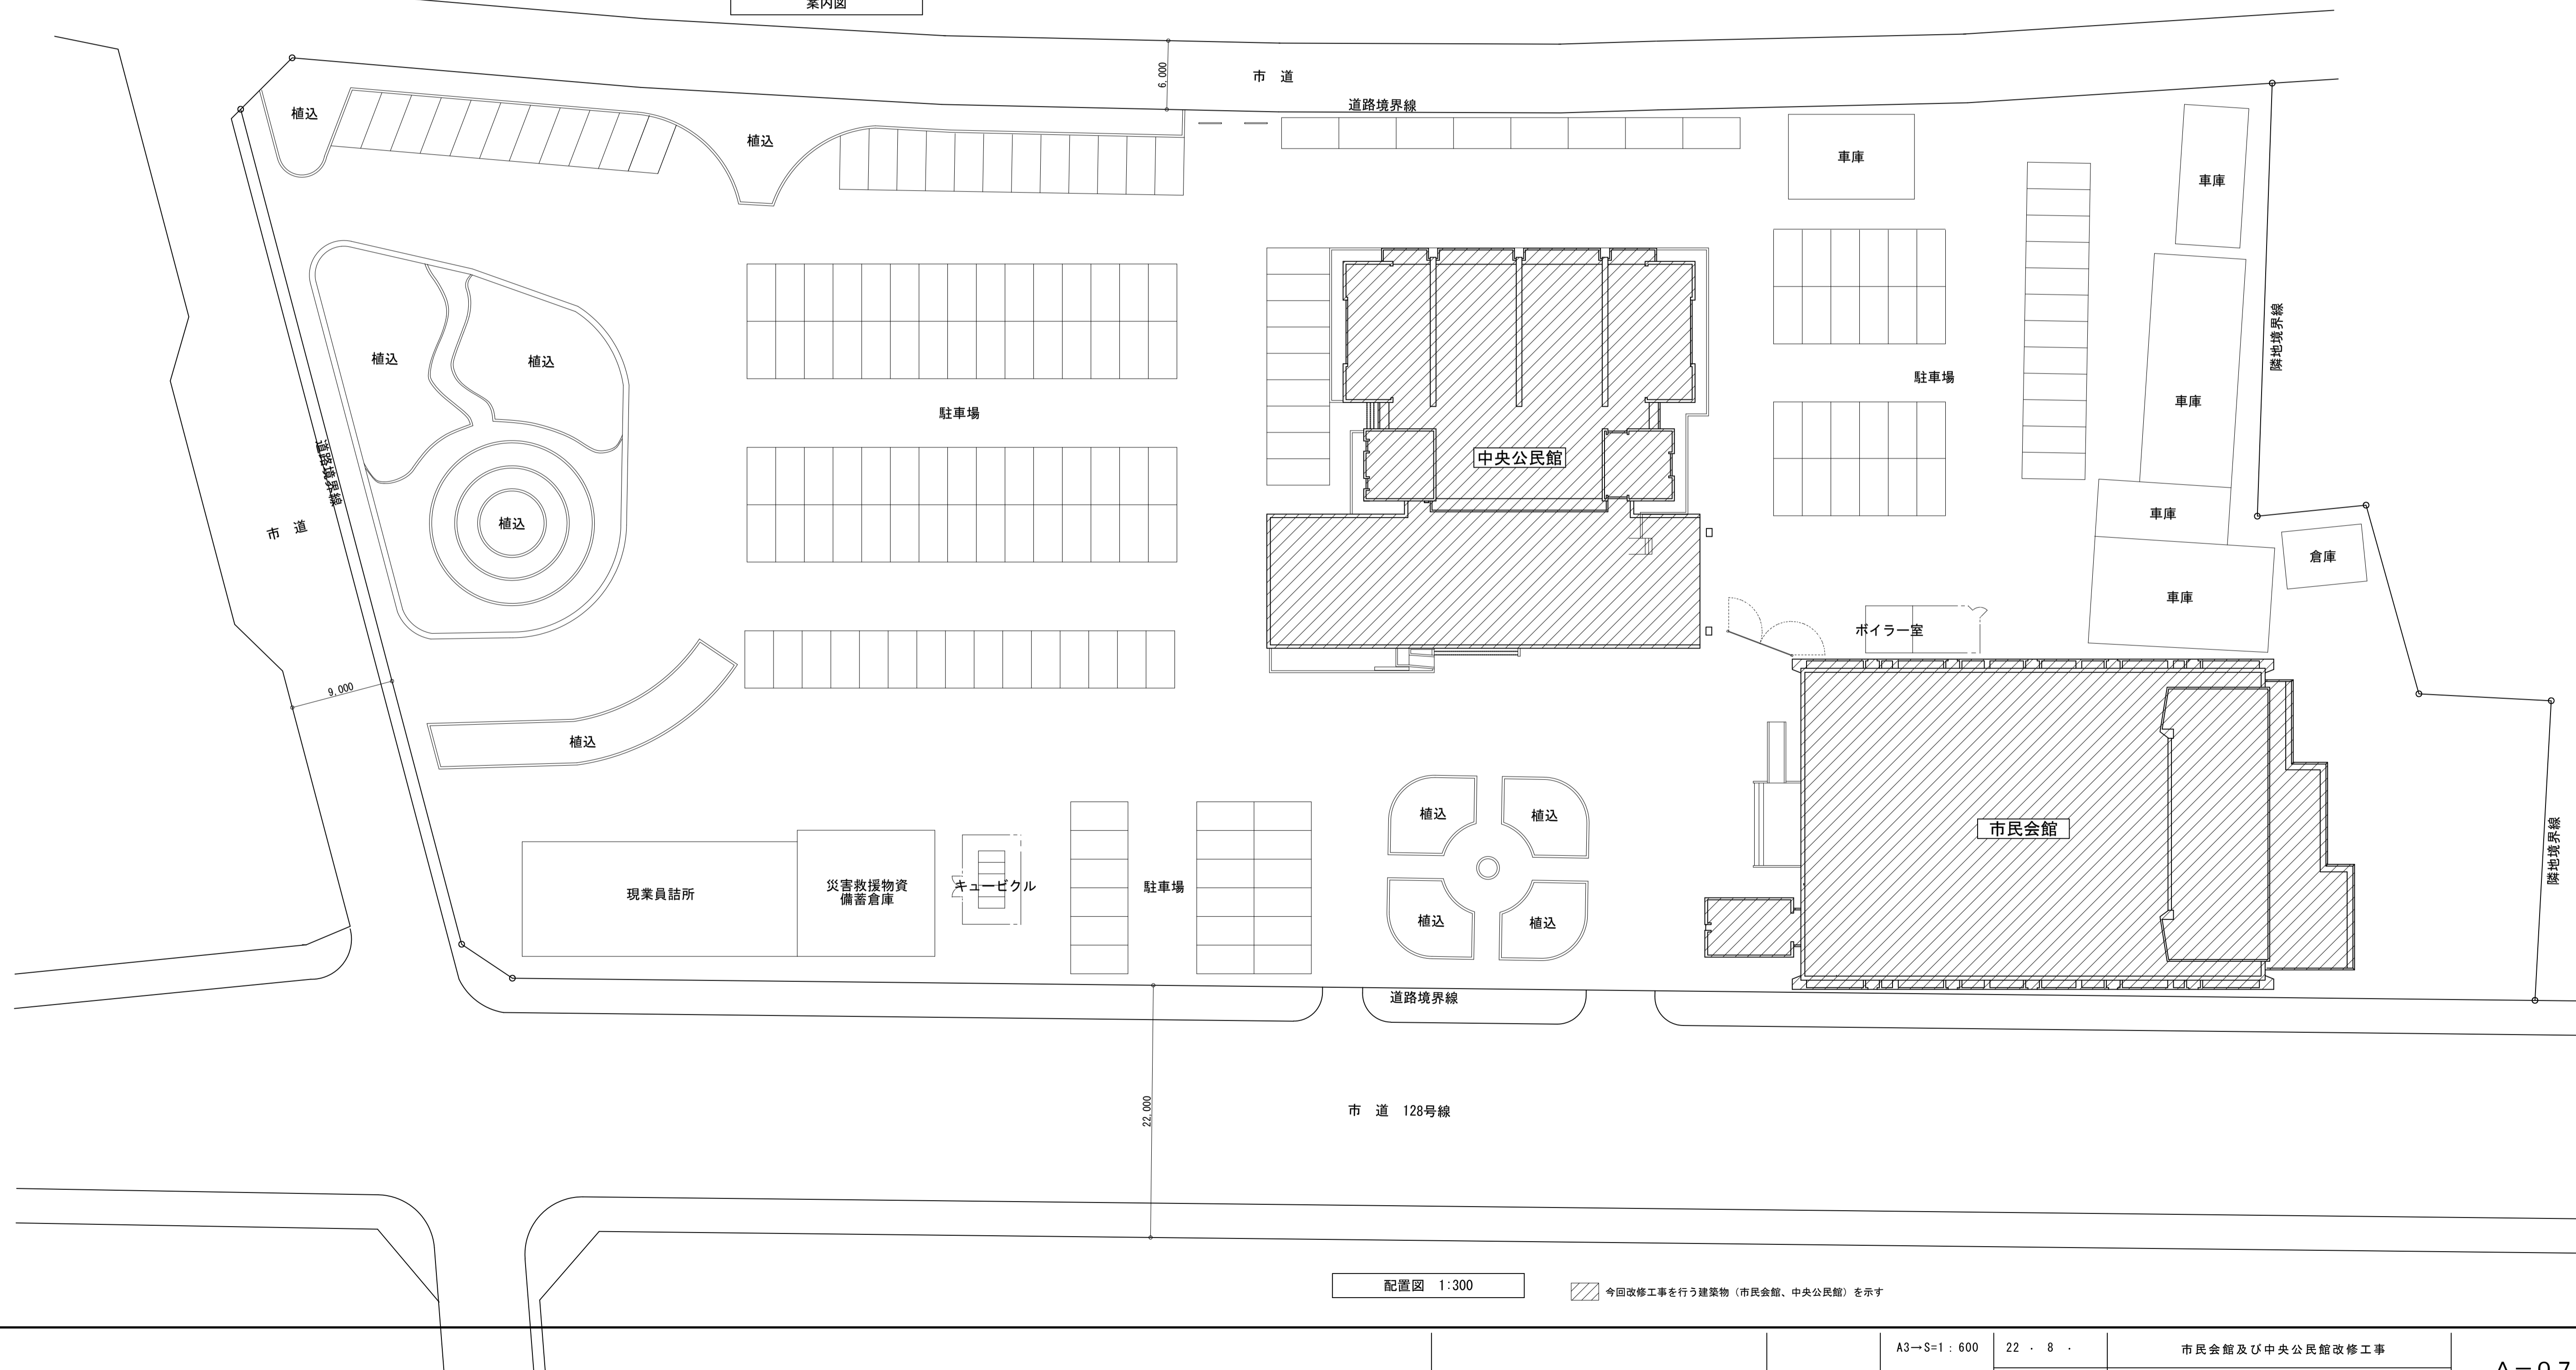 案内図
6,000
市　道
道路境界線
植込
植込
車庫
車庫
隣地境界線
植込
植込
駐車場
車庫
駐車場
道路境界線
中央公民館
植込
市　道
車庫
倉庫
車庫
ボイラー室
9,000
植込
植込
植込
市民会館
隣地境界線
現業員詰所
災害救援物資
備蓄倉庫
キュービクル
駐車場
植込
植込
道路境界線
22,000
市　道　128号線
配置図　1:300
今回改修工事を行う建築物（市民会館、中央公民館）を示す
A3→S=1：600
22 ・ 8 ・
市民会館及び中央公民館改修工事